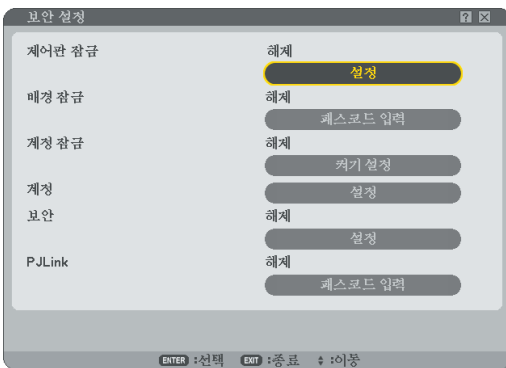 보안 설정
제어판 잠금 해제
설정
배경 잠금 해제
패스코드 입력
계정 잠금 해제
켜기 설정
계정 설정
보안 해제
설정
PJLink 해제
패스코드 입력
ENTER :선택 EXIT :종료 :이동